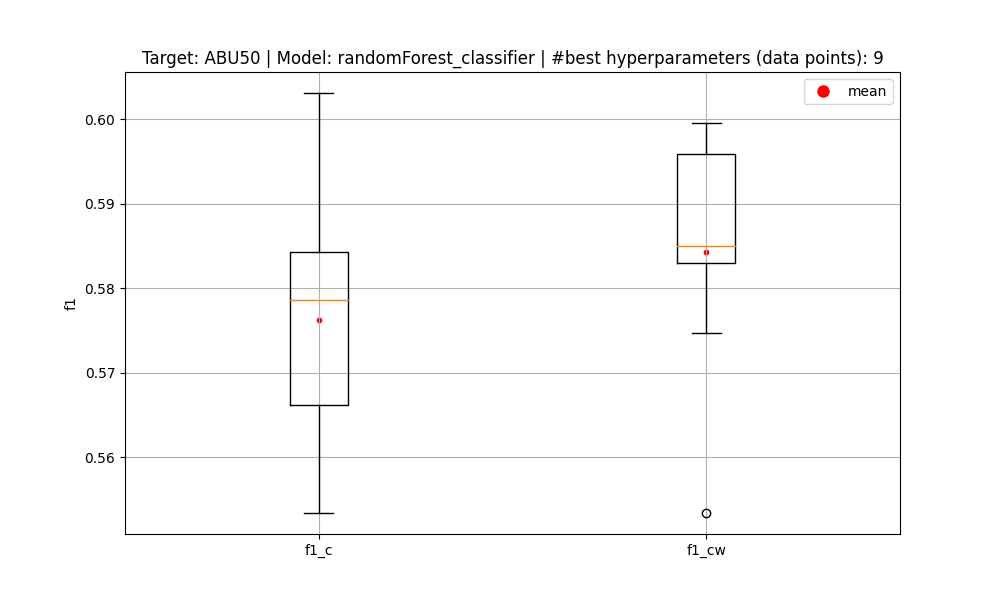 Target: ABU50 | Model: randomForest_classifier | #best hyperparameters (data points): 9
mean
0.60
0.59
0.58
0.57
0.56
f1
f1_c
f1_cw